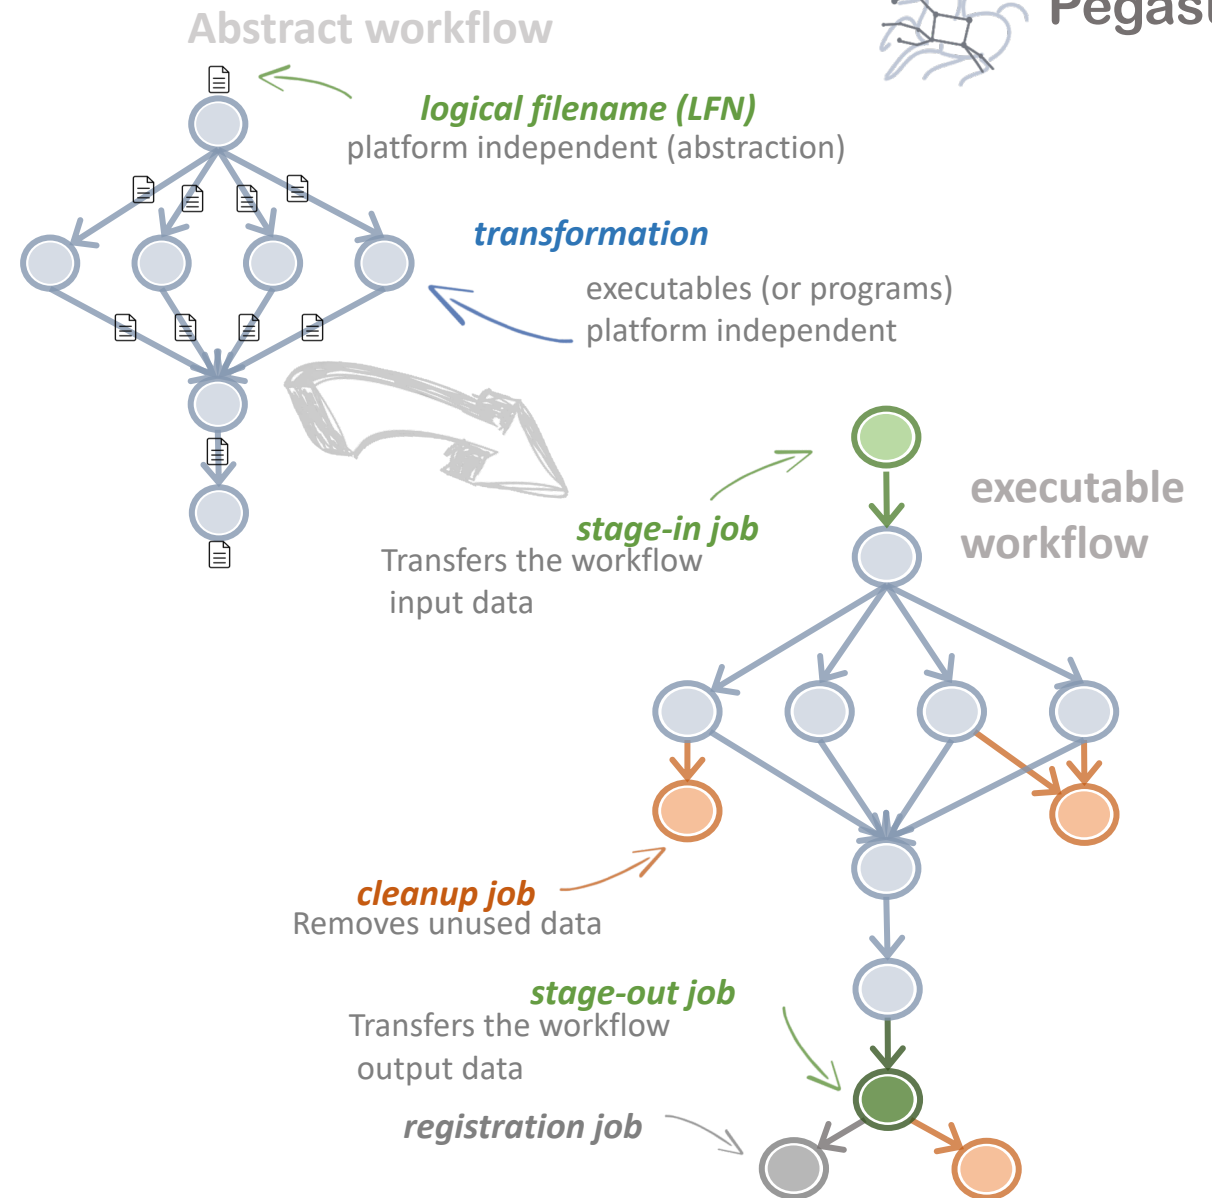 Abstract workflow
logical filename (LFN)
platform independent (abstraction)
transformation
executables (or programs)
platform independent
stage-in job
Transfers the workflow
input data
executable
workflow
cleanup job
Removes unused data
stage-out job
Transfers the workflow
output data
registration job